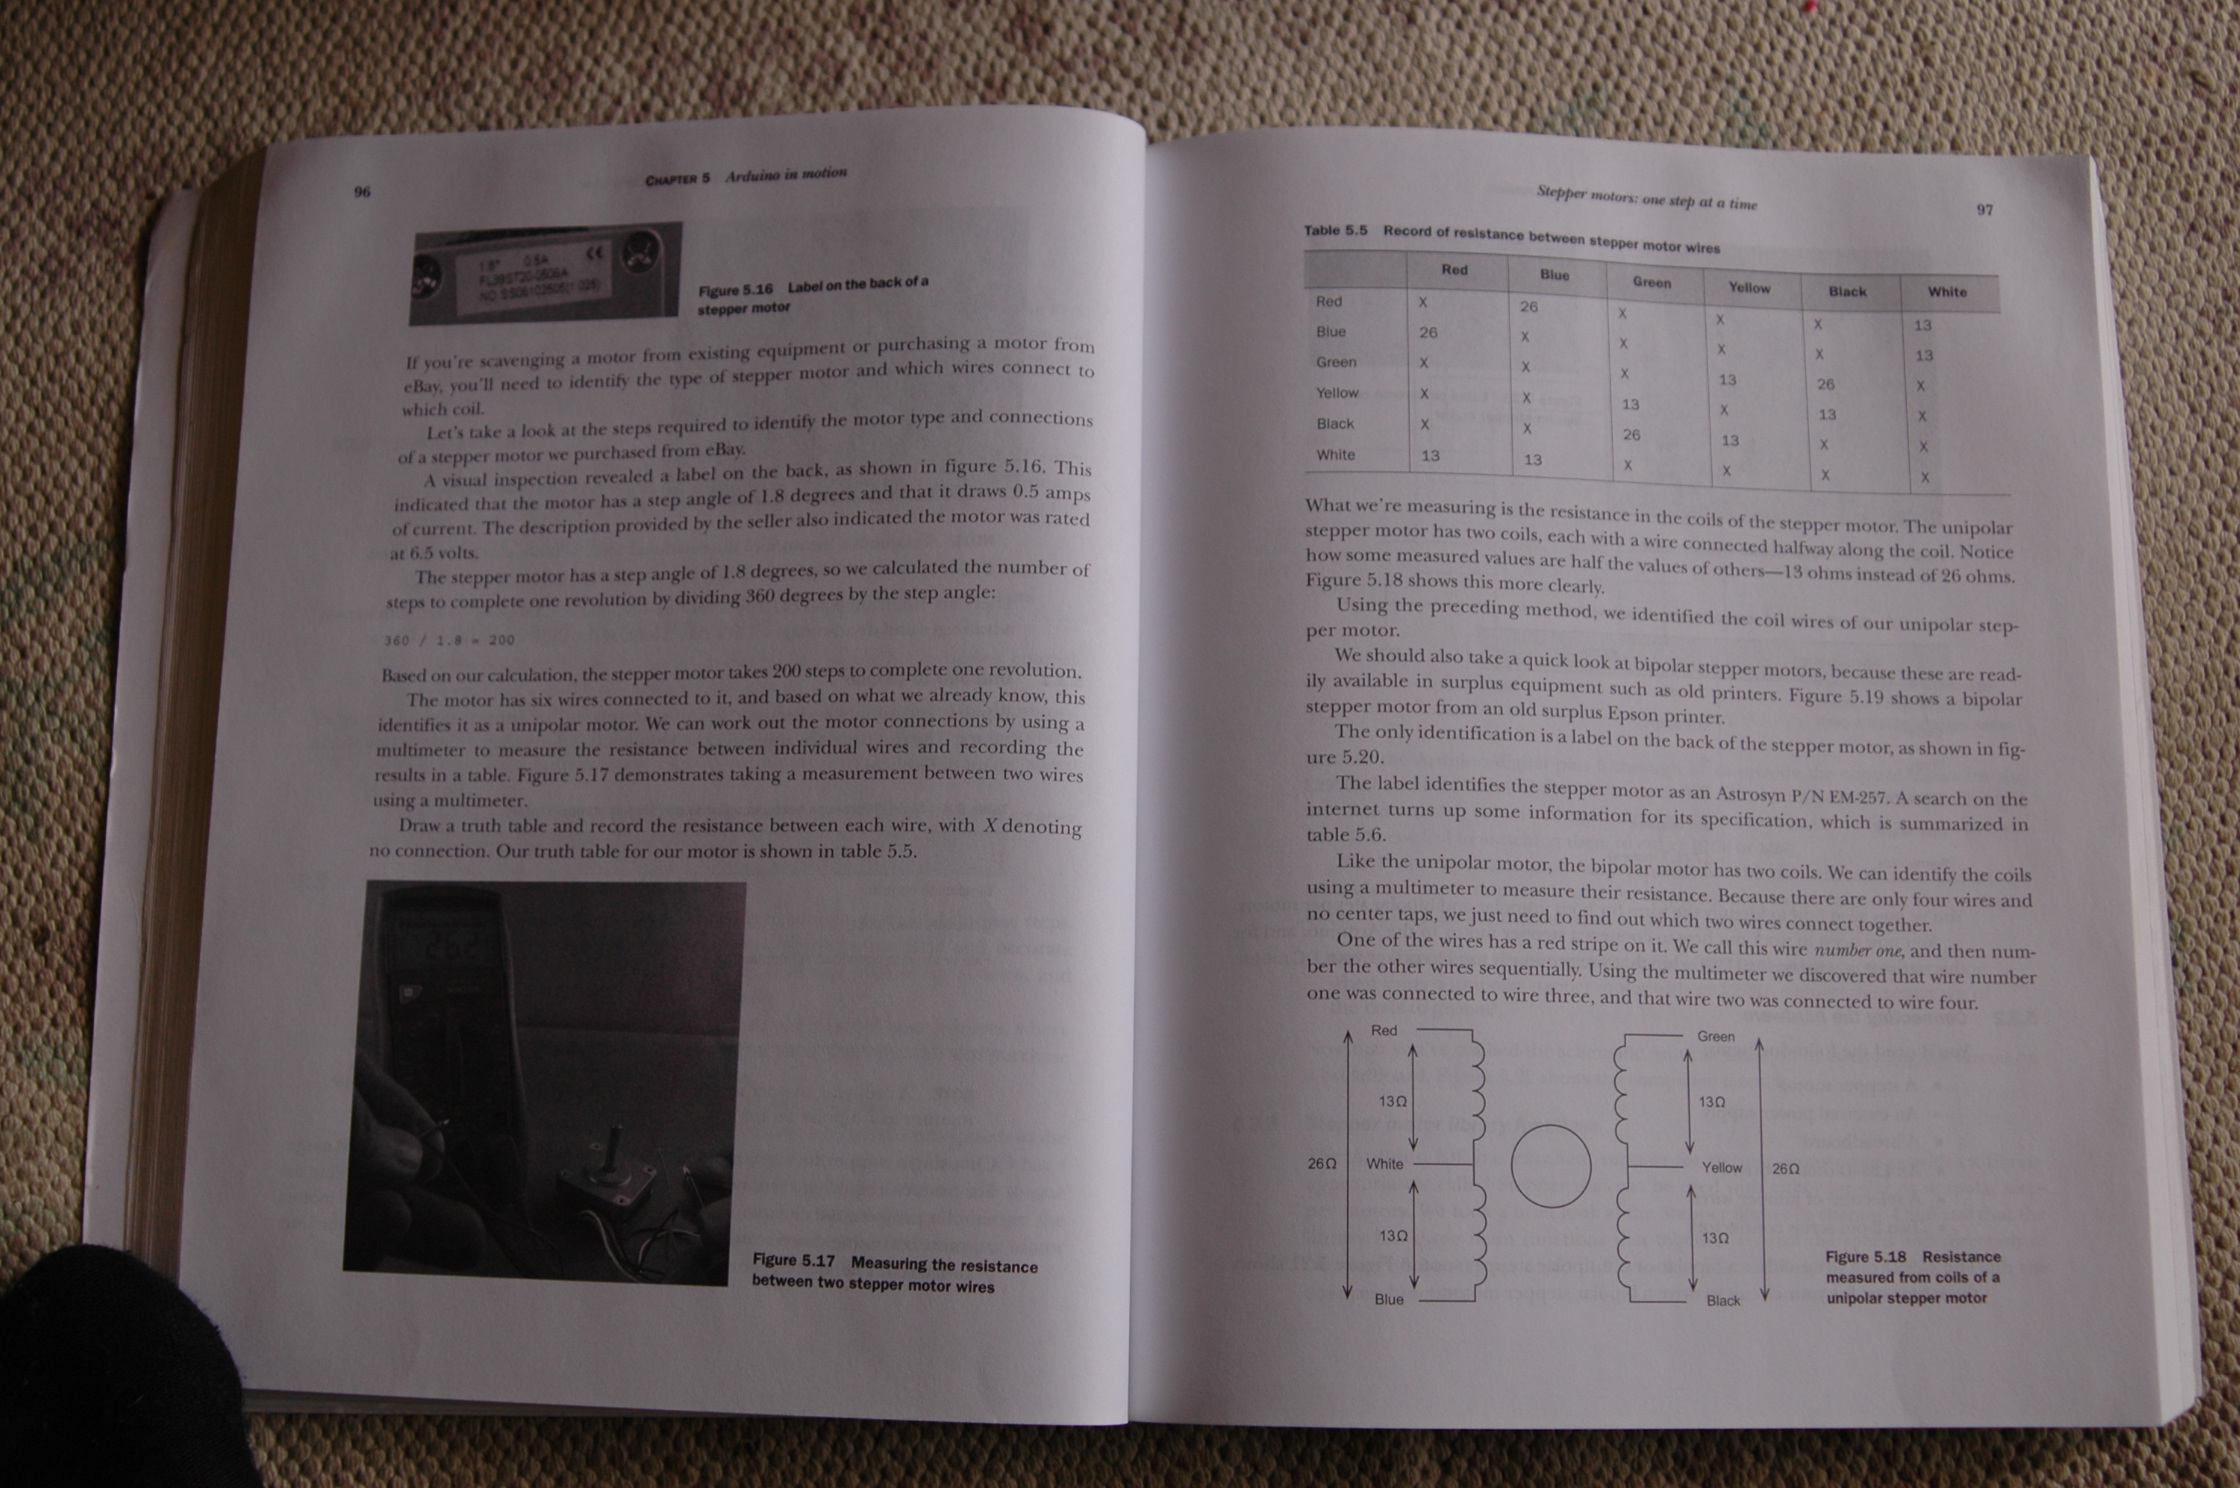 96
CHAPTER 5 Arduino in motion
1.8° 0.5A CE
Figure 5.16 Label on the back of a
stepper motor
If you're scavenging a motor from existing equipment or purchasing a motor from
eBay, you'll need to identify the type of stepper motor and which wires connect to
which coil.
Let's take a look at the steps required to identify the motor type and connections
of a stepper motor we purchased from eBay.
A visual inspection revealed a label on the back, as shown in figure 5.16. This
indicated that the motor has a step angle of 1.8 degrees and that it draws 0.5 amps
of current. The description provided by the seller also indicated the motor was rated
at 6.5 volts.
The stepper motor has a step angle of 1.8 degrees, so we calculated the number of
steps to complete one revolution by dividing 360 degrees by the step angle:
360 / 1.8 = 200
Based on our calculation, the stepper motor takes 200 steps to complete one revolution.
The motor has six wires connected to it, and based on what we already know, this
identifies it as a unipolar motor. We can work out the motor connections by using a
multimeter to measure the resistance between individual wires and recording the
results in a table. Figure 5.17 demonstrates taking a measurement between two wires
using a multimeter.
Draw a truth table and record the resistance between each wire, with X denoting
no connection. Our truth table for our motor is shown in table 5.5.
Figure 5.17 Measuring the resistance
between two stepper motor wires
Stepper motors: one step at a time
97
Table 5.5 Record of resistance between stepper motor wires
Red Blue Green Yellow Black White
Red X 26 X X X 13
Blue 26 X X X X 13
Green X X X 13 26 X
Yellow X X 13 X 13 X
Black X X 26 13 X X
White 13 13 X X X X
What we're measuring is the resistance in the coils of the stepper motor. The unipolar
stepper motor has two coils, each with a wire connected halfway along the coil. Notice
how some measured values are half the values of others—13 ohms instead of 26 ohms.
Figure 5.18 shows this more clearly.
Using the preceding method, we identified the coil wires of our unipolar step-
per motor.
We should also take a quick look at bipolar stepper motors, because these are read-
ily available in surplus equipment such as old printers. Figure 5.19 shows a bipolar
stepper motor from an old surplus Epson printer.
The only identification is a label on the back of the stepper motor, as shown in fig-
ure 5.20.
The label identifies the stepper motor as an Astrosyn P/N EM-257. A search on the
internet turns up some information for its specification, which is summarized in
table 5.6.
Like the unipolar motor, the bipolar motor has two coils. We can identify the coils
using a multimeter to measure their resistance. Because there are only four wires and
no center taps, we just need to find out which two wires connect together.
One of the wires has a red stripe on it. We call this wire number one, and then num-
ber the other wires sequentially. Using the multimeter we discovered that wire number
one was connected to wire three, and that wire two was connected to wire four.
Red Green
13Ω 13Ω
26Ω White Yellow 26Ω
13Ω 13Ω
Blue Black
Figure 5.18 Resistance
measured from coils of a
unipolar stepper motor